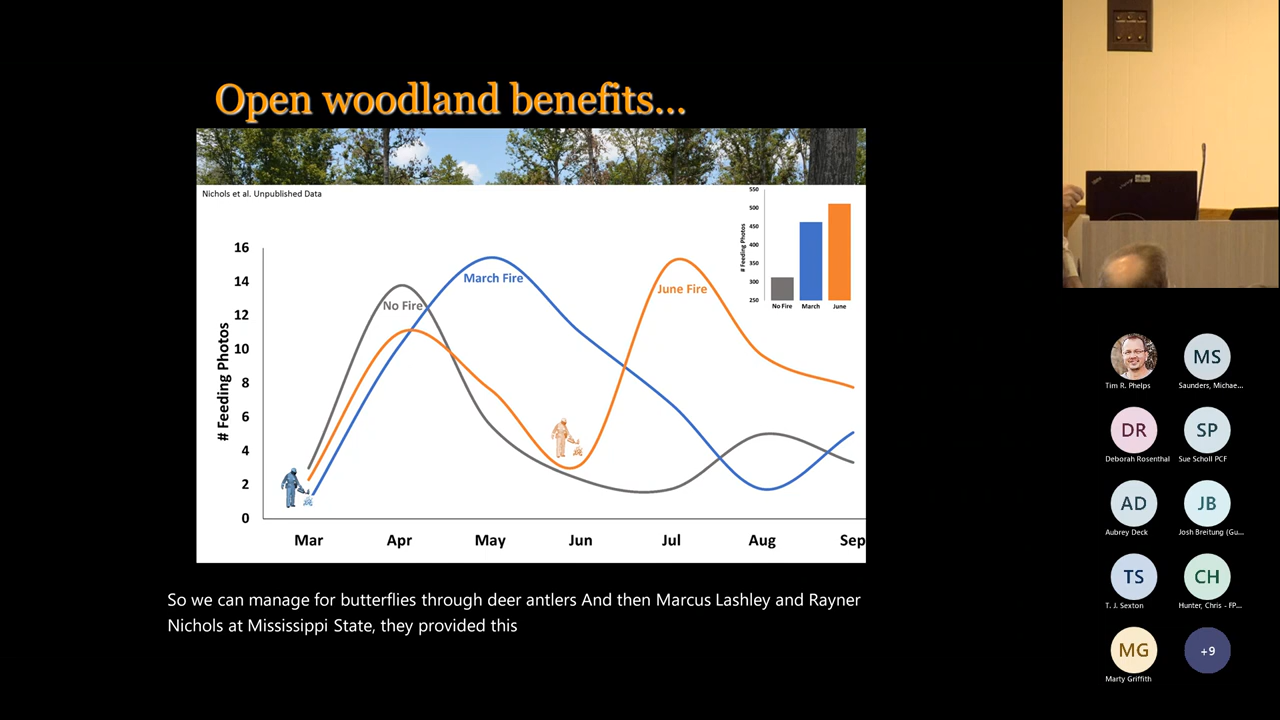 Open woodland benefits...
Nichols et al. Unpublished Data
# Feeding Photos
16
14
12
10
8
6
4
2
0
Mar
Apr
May
Jun
Jul
Aug
Sep
No Fire
March Fire
June Fire
# Feeding Photos
550
500
450
400
350
300
250
No Fire
March
June
So we can manage for butterflies through deer antlers And then Marcus Lashley and Rayner
Nichols at Mississippi State, they provided this
Tim R. Phelps
MS
Saunders, Michae...
DR
Deborah Rosenthal
SP
Sue Scholl PCF
AD
Aubrey Deck
JB
Josh Breitung (Gu...
TS
T. J. Sexton
CH
Hunter, Chris - FP...
MG
Marty Griffith
+9